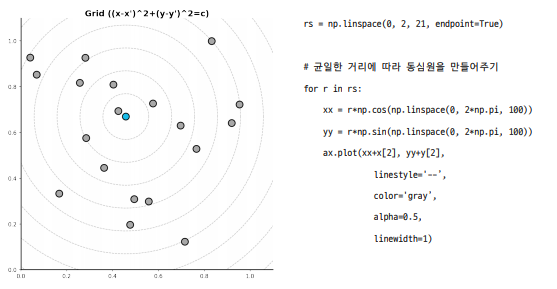 Grid ((x-x')^2+(y-y')^2=c)
1.0
0.8
0.6
0.4
0.2
0.0
0.0 0.2 0.4 0.6 0.8 1.0
rs = np.linspace(0, 2, 21, endpoint=True)
# 균일한 거리에 따라 동심원을 만들어주기
for r in rs:
    xx = r*np.cos(np.linspace(0, 2*np.pi, 100))
    yy = r*np.sin(np.linspace(0, 2*np.pi, 100))
    ax.plot(xx+x[2], yy+y[2],
            linestyle='--',
            color='gray',
            alpha=0.5,
            linewidth=1)